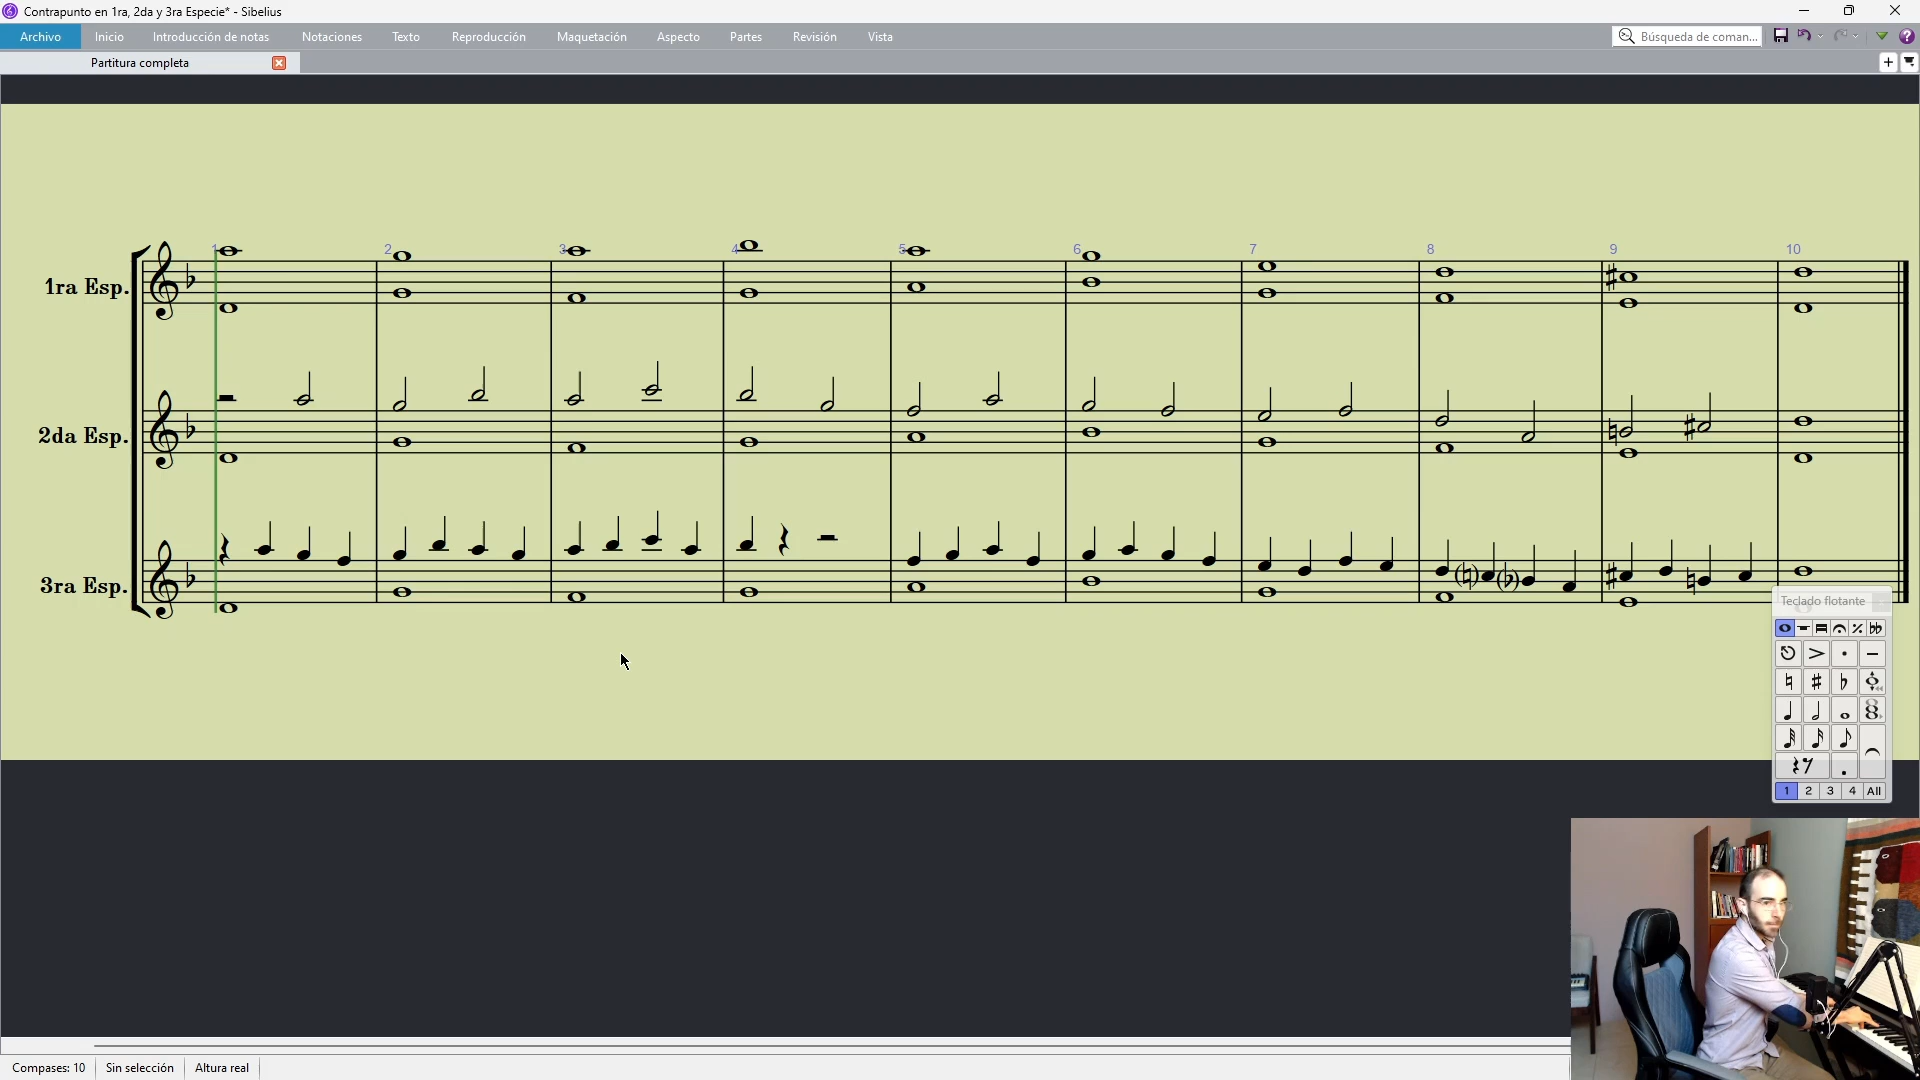 Contrapunto en 1ra, 2da y 3ra Especie* - Sibelius
Archivo Inicio Introducción de notas Notaciones Texto Reproducción Maquetación Aspecto Partes Revisión Vista Búsqueda de coman... ?
Partitura completa
1 2 3 4 5 6 7 8 9 10
1ra Esp.
2da Esp.
3ra Esp.
Teclado flotante
1 2 3 4 All
Compases: 10 Sin selección Altura real